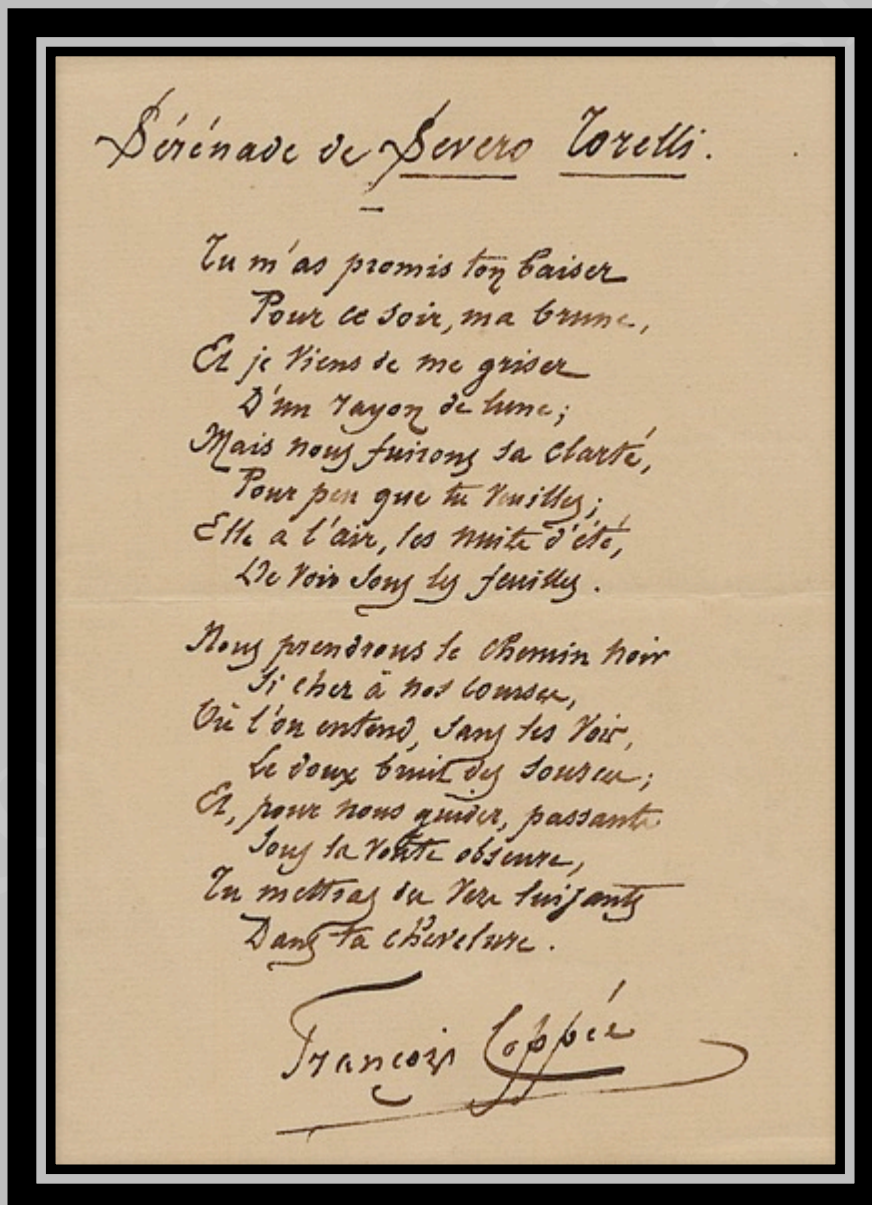 Sérénade de Severo Torelli.
Tu m'as promis ton baiser
Pour ce soir, ma brune,
Et je viens de me griser
D'un rayon de lune;
Mais nous fuirons sa clarté,
Pour peu que tu veuilles;
Elle a l'air, les nuits d'été,
De voir sous les feuilles.
Nous prendrons le chemin noir
Si cher à nos courses,
Où l'on entend, sans les voir,
Le doux bruit des sources;
Et, pour nous guider, passants
Sous la voûte obscure,
Tu mettras des vers luisants
Dans ta chevelure.
François Coppée